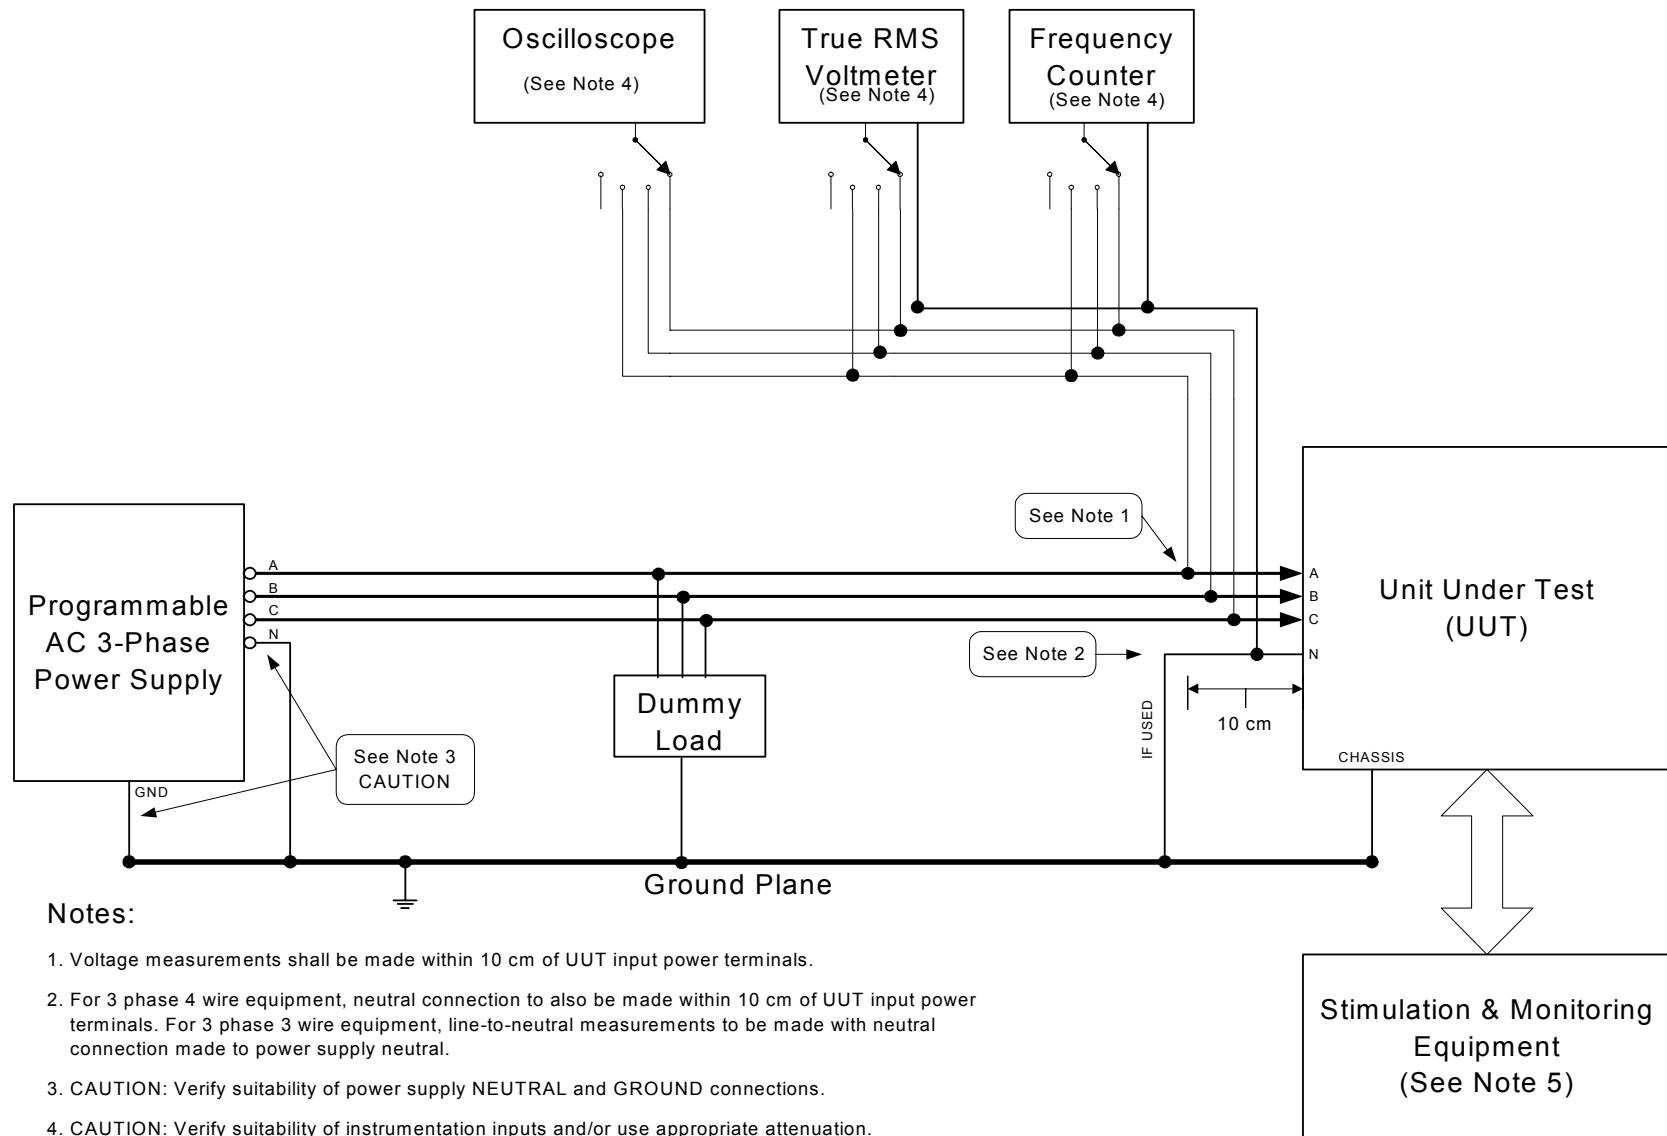 Oscilloscope
(See Note 4)
True RMS
Voltmeter
(See Note 4)
Frequency
Counter
(See Note 4)
See Note 1
Programmable
AC 3-Phase
Power Supply
A
B
C
N
GND
See Note 3
CAUTION
Dummy
Load
See Note 2
IF USED
10 cm
A
B
C
N
Unit Under Test
(UUT)
CHASSIS
Ground Plane
Stimulation & Monitoring
Equipment
(See Note 5)
Notes:
1. Voltage measurements shall be made within 10 cm of UUT input power terminals.
2. For 3 phase 4 wire equipment, neutral connection to also be made within 10 cm of UUT input power
terminals. For 3 phase 3 wire equipment, line-to-neutral measurements to be made with neutral
connection made to power supply neutral.
3. CAUTION: Verify suitability of power supply NEUTRAL and GROUND connections.
4. CAUTION: Verify suitability of instrumentation inputs and/or use appropriate attenuation.